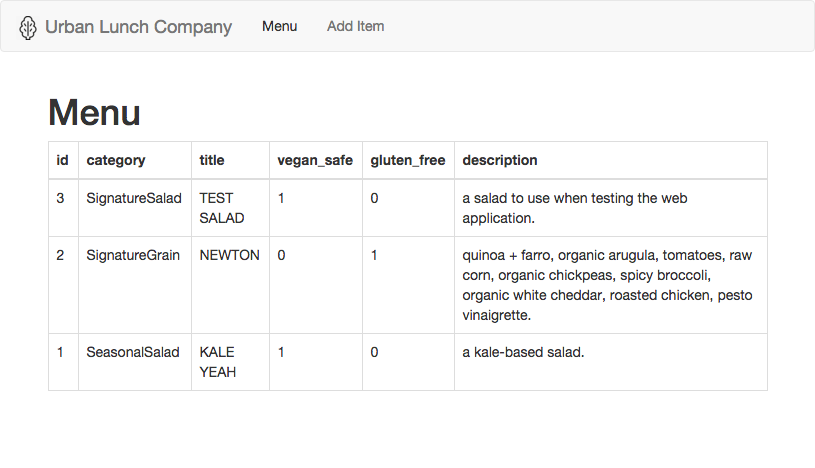 Urban Lunch Company Menu Add Item
Menu
id category title vegan_safe gluten_free description
3 SignatureSalad TEST 1 0 a salad to use when testing the web
SALAD application.
2 SignatureGrain NEWTON 0 1 quinoa + farro, organic arugula, tomatoes, raw
corn, organic chickpeas, spicy broccoli,
organic white cheddar, roasted chicken, pesto
vinaigrette.
1 SeasonalSalad KALE 1 0 a kale-based salad.
YEAH